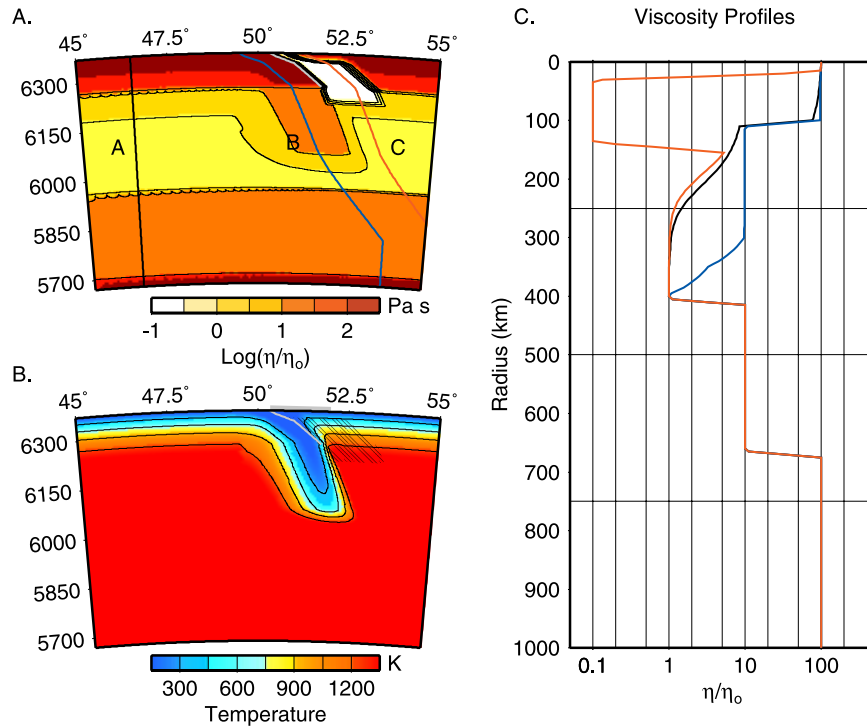 A.
45° 47.5° 50° 52.5° 55°
6300
6150
6000
5850
5700
A
B
C
-1 0 1 2
Pa s
Log(η/ηo)
B.
45° 47.5° 50° 52.5° 55°
6300
6150
6000
5850
5700
300 600 900 1200
K
Temperature
C.
Viscosity Profiles
0
100
200
300
400
500
600
700
800
900
1000
Radius (km)
0.1 1 10 100
η/ηo